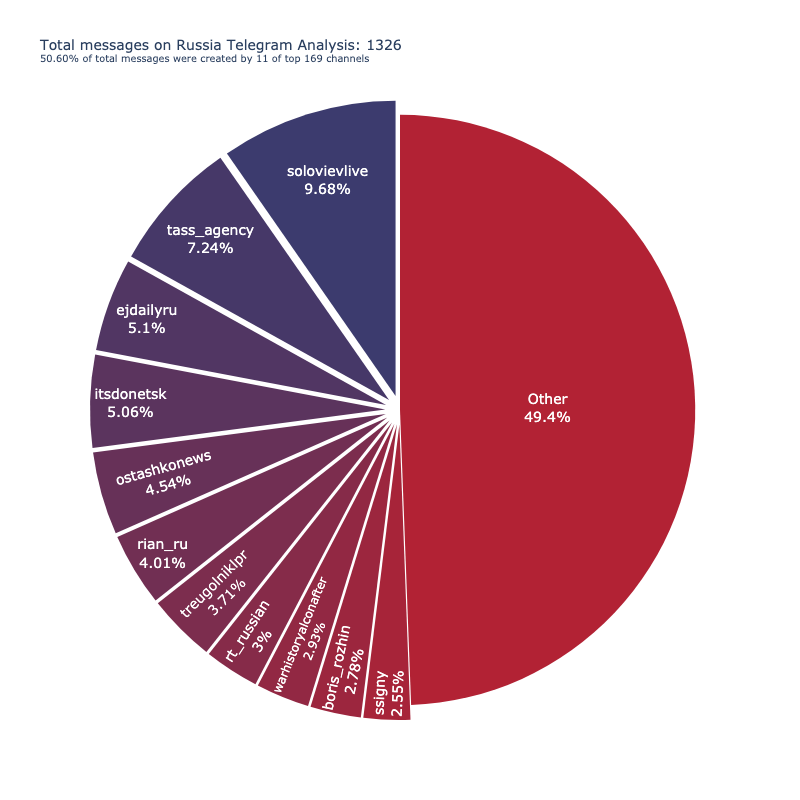 Total messages on Russia Telegram Analysis: 1326
50.60% of total messages were created by 11 of top 169 channels
solovievlive
9.68%
tass_agency
7.24%
ejdailyru
5.1%
itsdonetsk
5.06%
ostashkonews
4.54%
rian_ru
4.01%
treugolniklpr
3.71%
rt_russian
3%
warhistoryalconafter
2.93%
boris_rozhin
2.78%
ssigny
2.55%
Other
49.4%